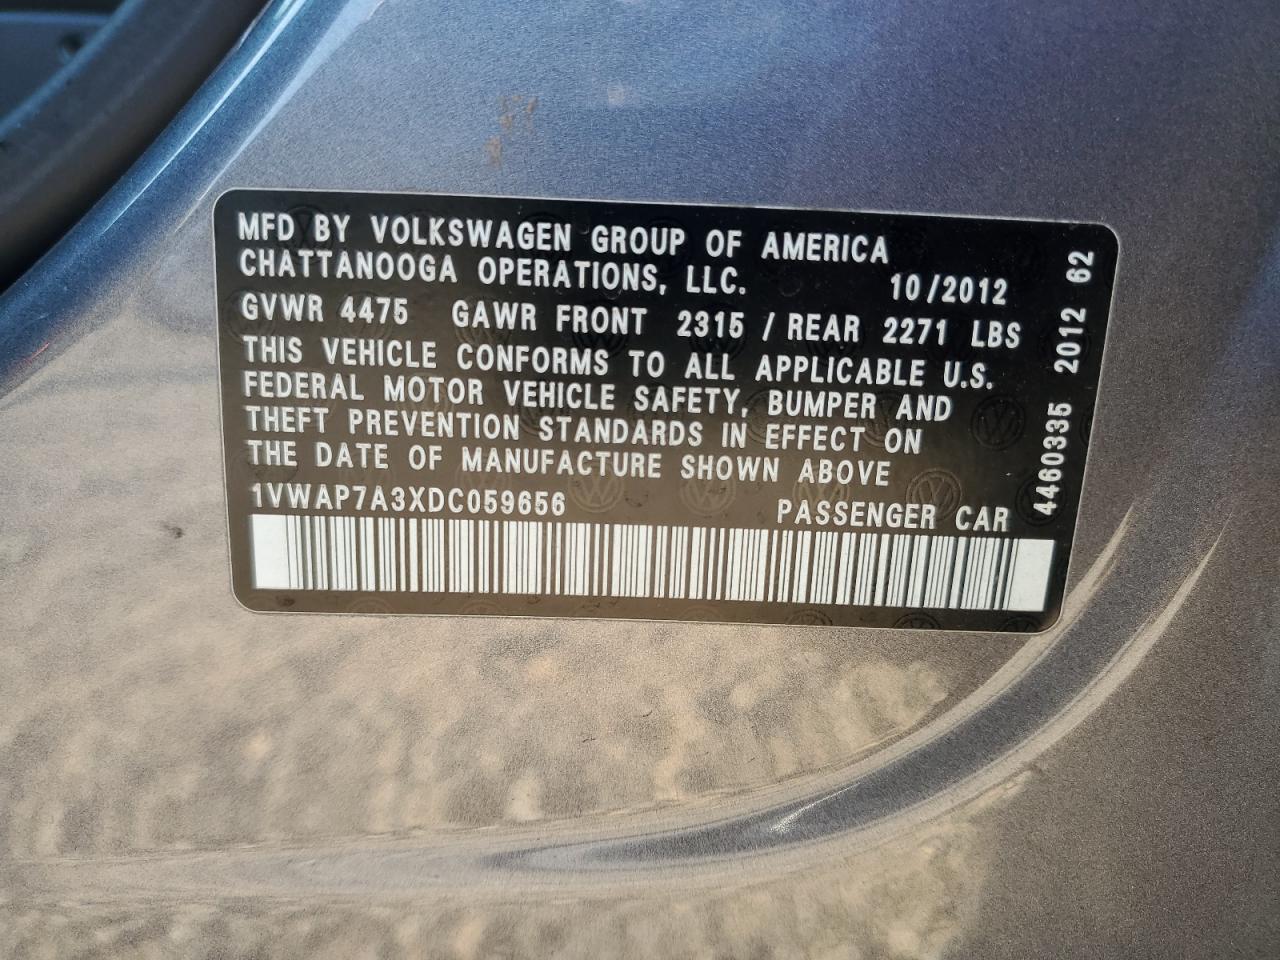 MFD BY VOLKSWAGEN GROUP OF AMERICA
CHATTANOOGA OPERATIONS, LLC. 10/2012
GVWR 4475 GAWR FRONT 2315 / REAR 2271 LBS
THIS VEHICLE CONFORMS TO ALL APPLICABLE U.S.
FEDERAL MOTOR VEHICLE SAFETY, BUMPER AND
THEFT PREVENTION STANDARDS IN EFFECT ON
THE DATE OF MANUFACTURE SHOWN ABOVE
1VWAP7A3XDC059656 PASSENGER CAR
4460335 2012 62